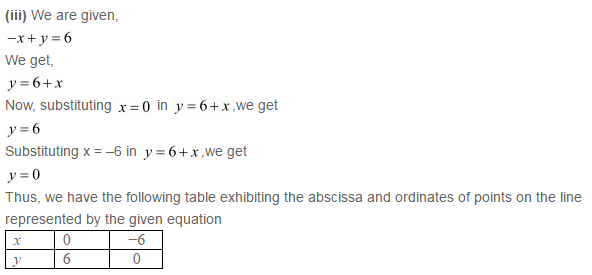 (iii) We are given,
−x + y = 6
We get,
y = 6 + x
Now, substituting x = 0 in y = 6 + x ,we get
y = 6
Substituting x = –6 in y = 6 + x ,we get
y = 0
Thus, we have the following table exhibiting the abscissa and ordinates of points on the line
represented by the given equation
x 0 −6
y 6 0